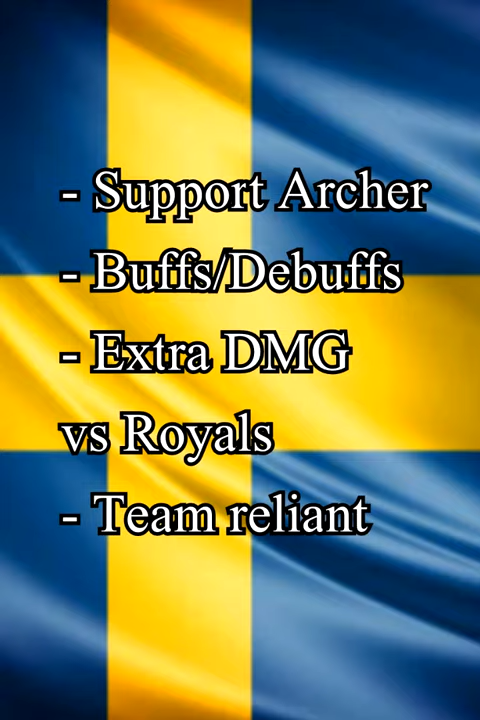 - Support Archer
- Buffs/Debuffs
- Extra DMG
vs Royals
- Team reliant